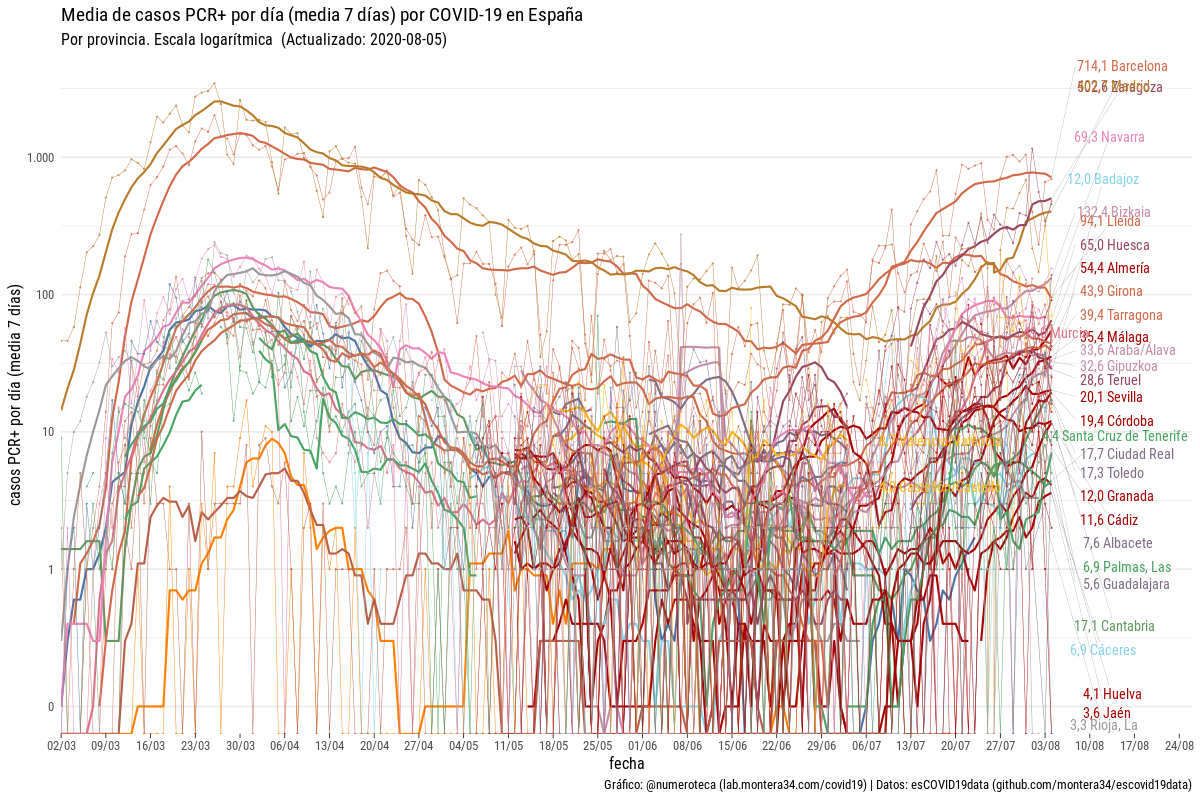 Media de casos PCR+ por día (media 7 días) por COVID-19 en España
Por provincia. Escala logarítmica (Actualizado: 2020-08-05)
casos PCR+ por día (media 7 días)
1.000
100
10
1
0
714,1 Barcelona
502,6 Zaragoza
69,3 Navarra
12,0 Badajoz
132,4 Bizkaia
94,1 Lleida
65,0 Huesca
54,4 Almería
43,9 Girona
39,4 Tarragona
Murcia
35,4 Málaga
33,6 Araba/Álava
32,6 Gipuzkoa
28,6 Teruel
20,1 Sevilla
19,4 Córdoba
Santa Cruz de Tenerife
17,7 Ciudad Real
17,3 Toledo
12,0 Granada
11,6 Cádiz
7,6 Albacete
6,9 Palmas, Las
5,6 Guadalajara
17,1 Cantabria
6,9 Cáceres
4,1 Huelva
3,6 Jaén
3,3 Rioja, La
02/03 09/03 16/03 23/03 30/03 6/04 13/04 20/04 27/04 04/05 11/05 18/05 25/05 01/06 08/06 15/06 22/06 29/06 06/07 13/07 20/07 27/07 3/08 10/08 17/08 24/08
fecha
Gráfico: @numeroteca (lab.montera34.com/covid19) | Datos: esCOVID19data (github.com/montera34/escovid19data)